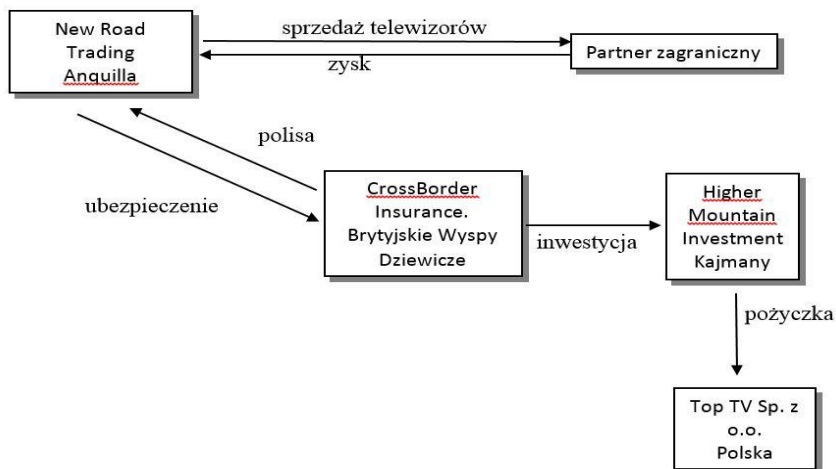 New Road
Trading
Anquilla
sprzedaż telewizorów
zysk
Partner zagraniczny
polisa
ubezpieczenie
CrossBorder
Insurance.
Brytyjskie Wyspy
Dziewicze
inwestycja
Higher
Mountain
Investment
Kajmany
pożyczka
Top TV Sp. z
o.o.
Polska